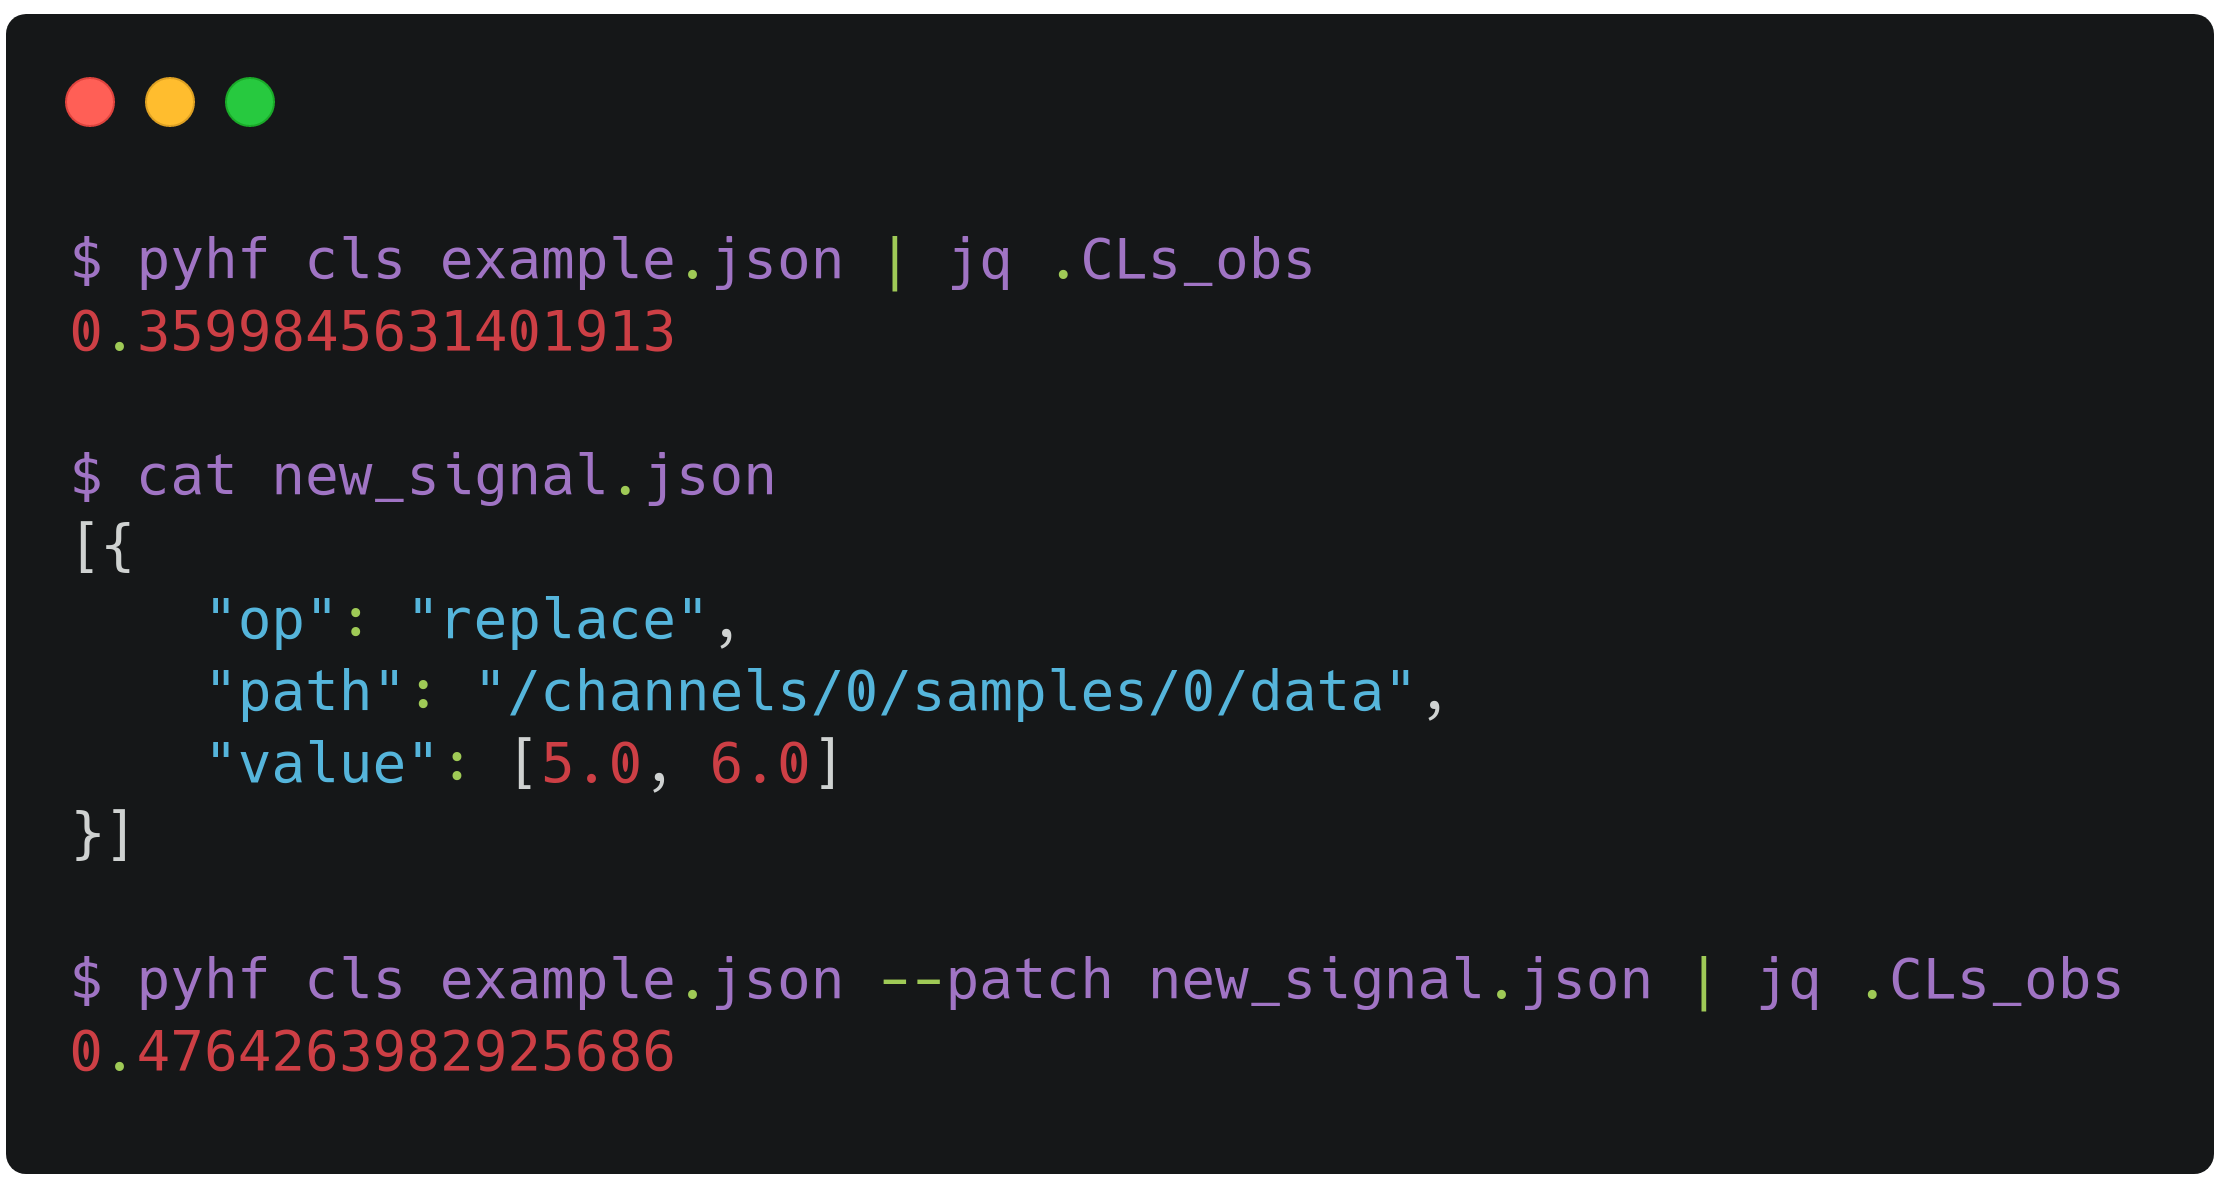 $ pyhf cls example.json | jq .CLs_obs
0.3599845631401913
$ cat new_signal.json
[{
    "op": "replace",
    "path": "/channels/0/samples/0/data",
    "value": [5.0, 6.0]
}]
$ pyhf cls example.json --patch new_signal.json | jq .CLs_obs
0.4764263982925686